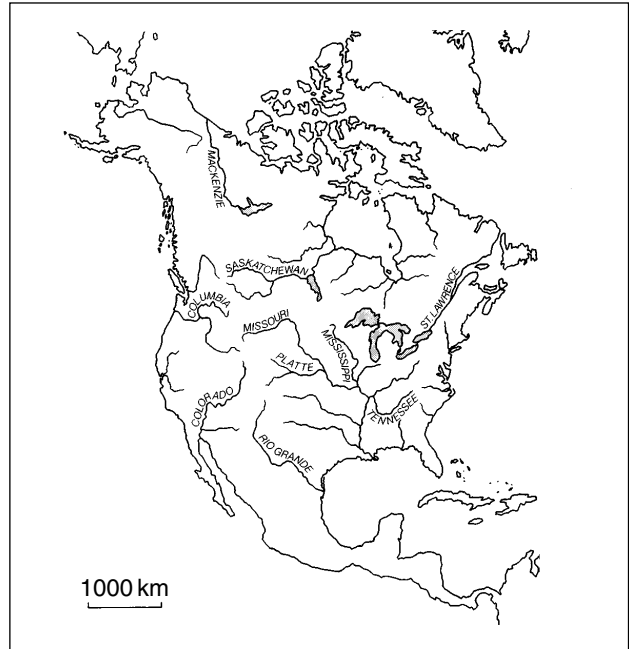 MACKENZIE
SASKATCHEWAN
COLUMBIA
MISSOURI
ST. LAWRENCE
MISSISSIPPI
PLATTE
COLORADO
TENNESSEE
RIO GRANDE
1000 km